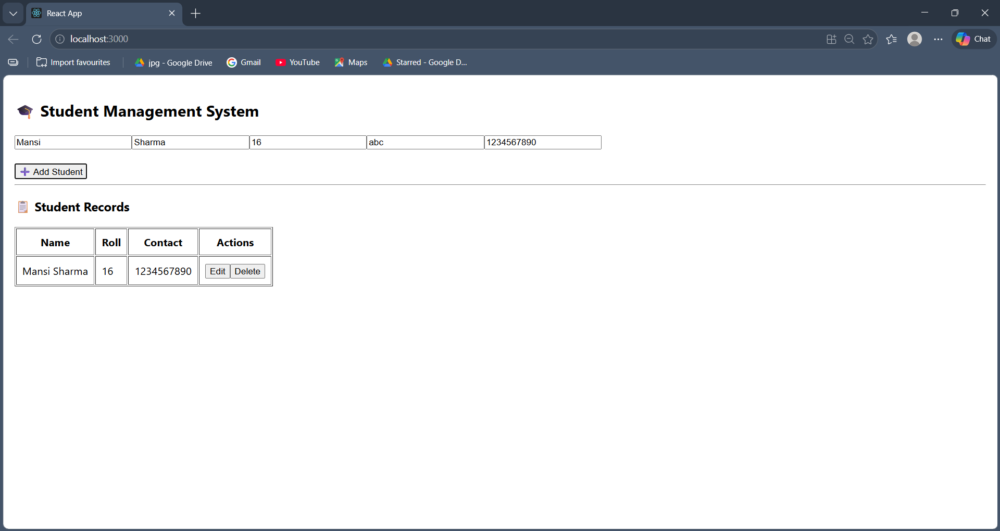 React App
localhost:3000
Chat
Import favourites
jpg - Google Drive
Gmail
YouTube
Maps
Starred - Google D...
Student Management System
Mansi Sharma 16 abc 1234567890
Add Student
Student Records
Name Roll Contact Actions
Mansi Sharma 16 1234567890 Edit Delete